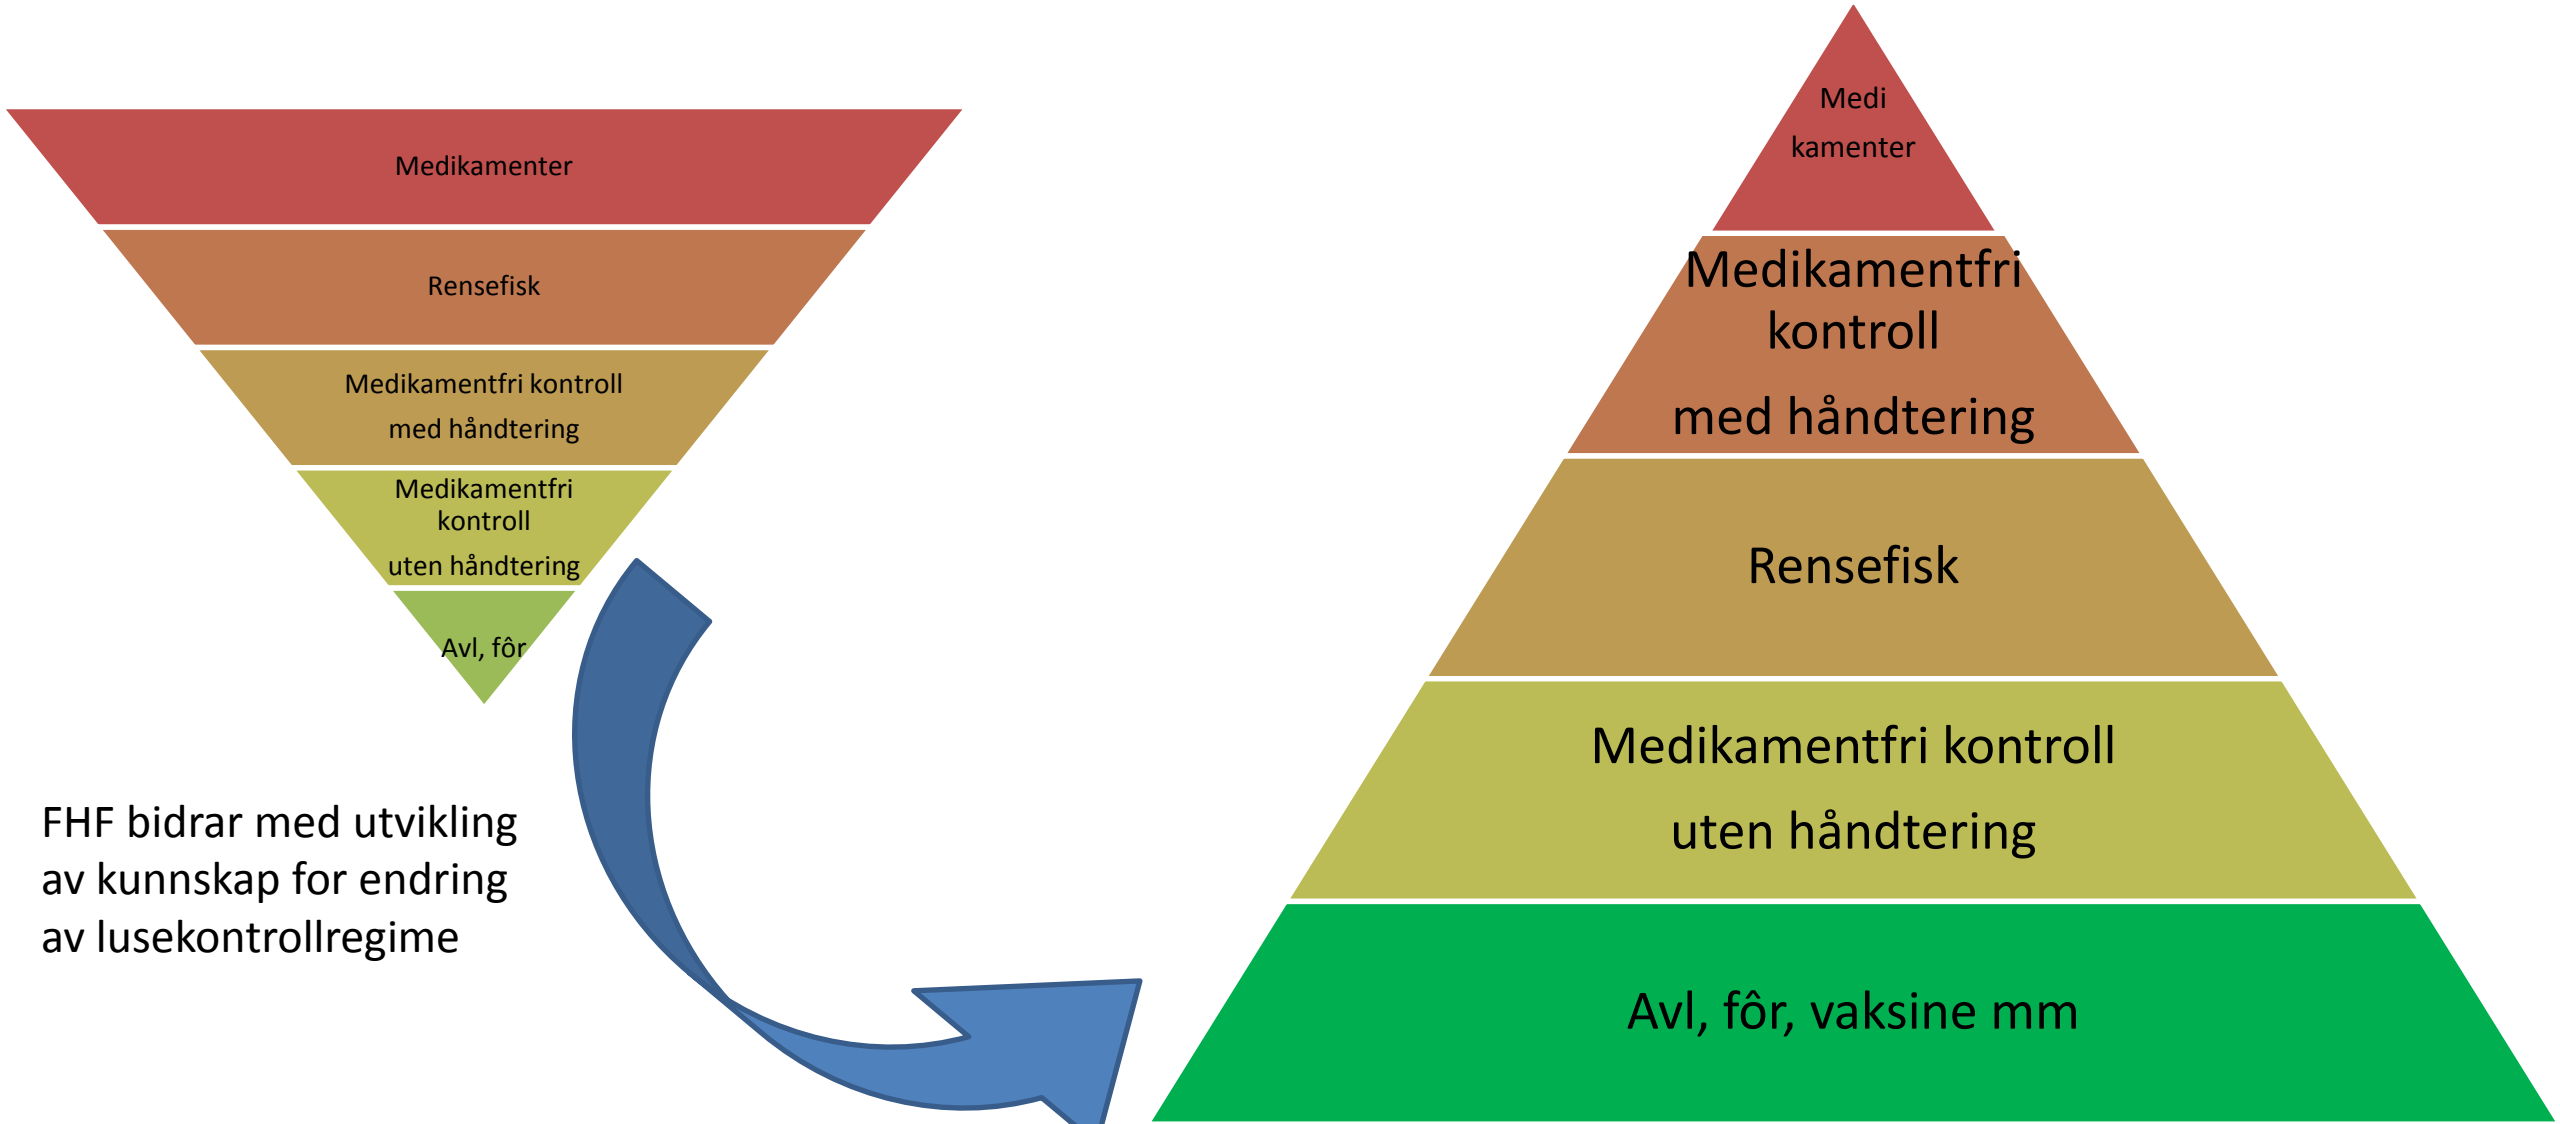 Medikamenter
Rensefisk
Medikamentfri kontroll
med håndtering
Medikamentfri
kontroll
uten håndtering
Avl, fôr
FHF bidrar med utvikling
av kunnskap for endring
av lusekontrollregime
Medi
kamenter
Medikamentfri
kontroll
med håndtering
Rensefisk
Medikamentfri kontroll
uten håndtering
Avl, fôr, vaksine mm